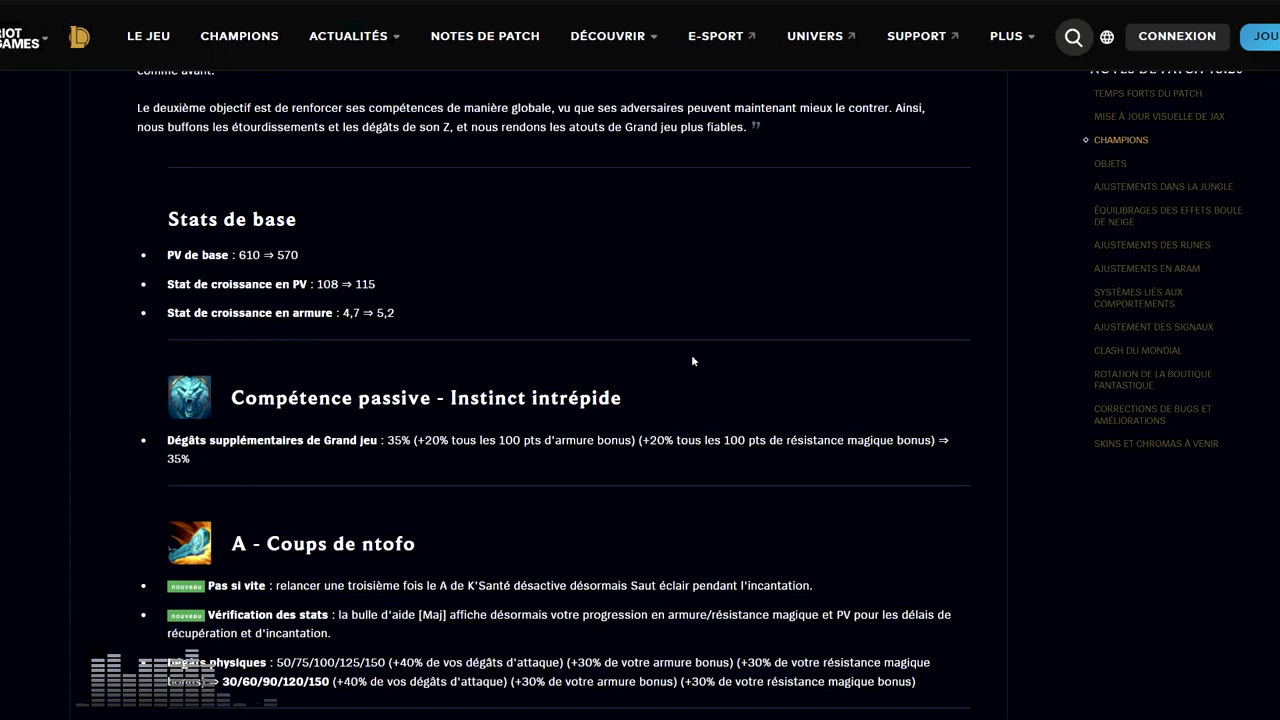 RIOT
GAMES
LE JEU
CHAMPIONS
ACTUALITÉS
NOTES DE PATCH
DÉCOUVRIR
E-SPORT
UNIVERS
SUPPORT
PLUS
CONNEXION
JOU
comme avant.
Le deuxième objectif est de renforcer ses compétences de manière globale, vu que ses adversaires peuvent maintenant mieux le contrer. Ainsi,
nous buffons les étourdissements et les dégâts de son Z, et nous rendons les atouts de Grand jeu plus fiables. ”
Stats de base
• PV de base : 610 ⇒ 570
• Stat de croissance en PV : 108 ⇒ 115
• Stat de croissance en armure : 4,7 ⇒ 5,2
Compétence passive - Instinct intrépide
• Dégâts supplémentaires de Grand jeu : 35% (+20% tous les 100 pts d'armure bonus) (+20% tous les 100 pts de résistance magique bonus) ⇒
35%
A - Coups de ntofo
• nouveau Pas si vite : relancer une troisième fois le A de K'Santé désactive désormais Saut éclair pendant l'incantation.
• nouveau Vérification des stats : la bulle d'aide [Maj] affiche désormais votre progression en armure/résistance magique et PV pour les délais de
récupération et d'incantation.
• Dégâts physiques : 50/75/100/125/150 (+40% de vos dégâts d'attaque) (+30% de votre armure bonus) (+30% de votre résistance magique
bonus) ⇒ 30/60/90/120/150 (+40% de vos dégâts d'attaque) (+30% de votre armure bonus) (+30% de votre résistance magique bonus)
NOTES DE PATCH
TEMPS FORTS DU PATCH
MISE À JOUR VISUELLE DE JAX
CHAMPIONS
OBJETS
AJUSTEMENTS DANS LA JUNGLE
ÉQUILIBRAGES DES EFFETS BOULE
DE NEIGE
AJUSTEMENTS DES RUNES
AJUSTEMENTS EN ARAM
SYSTÈMES LIÉS AUX
COMPORTEMENTS
AJUSTEMENT DES SIGNAUX
CLASH DU MONDIAL
ROTATION DE LA BOUTIQUE
FANTASTIQUE
CORRECTIONS DE BUGS ET
AMÉLIORATIONS
SKINS ET CHROMAS À VENIR